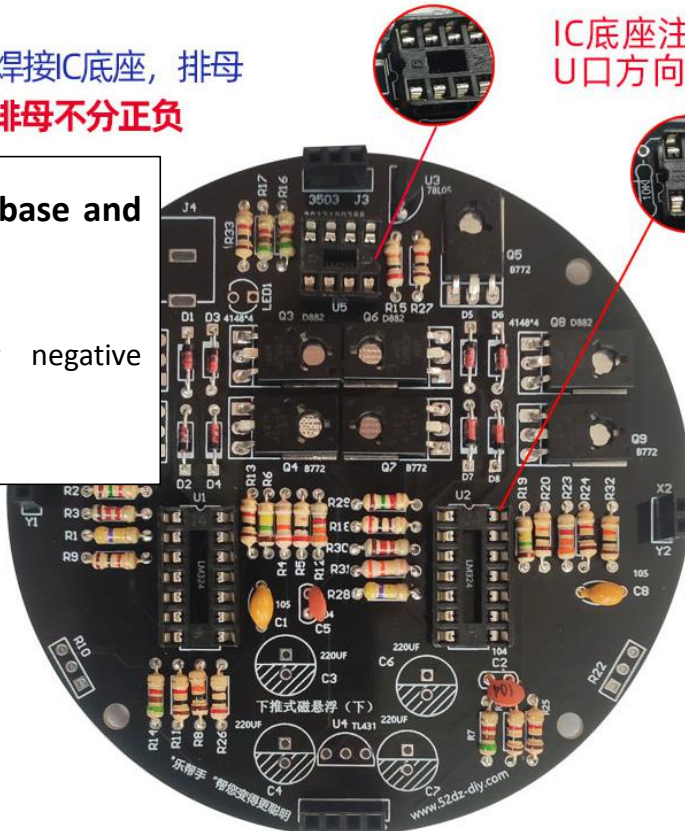 焊接IC底座，排母
排母不分正负
IC底座注
U口方向
base and
negative
J4
R17
R16
R33
3503
J3
U3
78L05
Q5
B772
U5
R15
R27
LED1
D1
D3
4148*4
Q3 D882
Q6 D882
D5
D6
4148*4
Q8 D882
D2
D4
Q4 B772
Q7 B772
D7
D8
Q9
B772
R2
R3
R1
R9
Y1
U1
LM324
R13
R6
R4
R5
R12
R29
R18
R30
R31
R28
U2
LM324
R19
R20
R23
R24
R32
X2
Y2
105
C1
C5
105
C8
R10
220UF
C3
220UF
C6
104
C2
104
R22
下推式磁悬浮（下）
R14
R11
R8
R26
220UF
C4
U4 TL431
220UF
C7
R7
R25
"乐帮手"帮您变得更聪明
www.52dz-diy.com